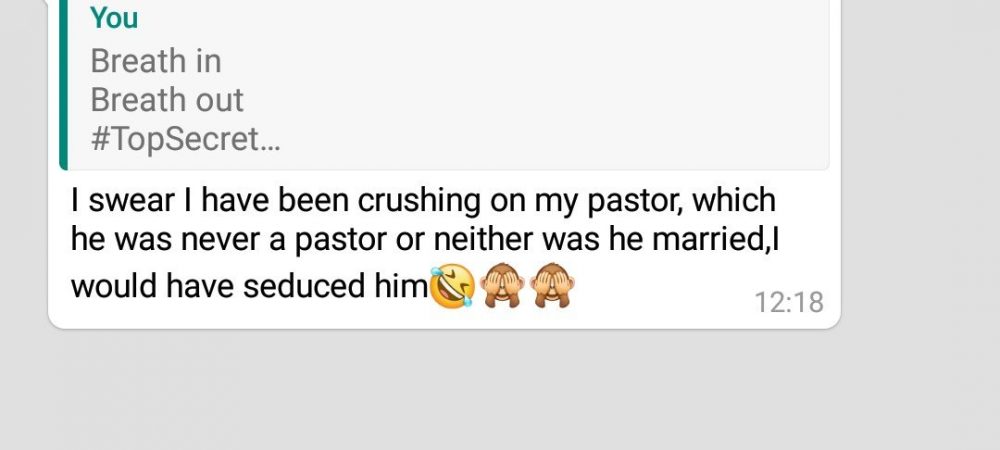 You
Breath in
Breath out
#TopSecret...
I swear I have been crushing on my pastor, which
he was never a pastor or neither was he married,I
would have seduced him🤣🙈🙈
12:18